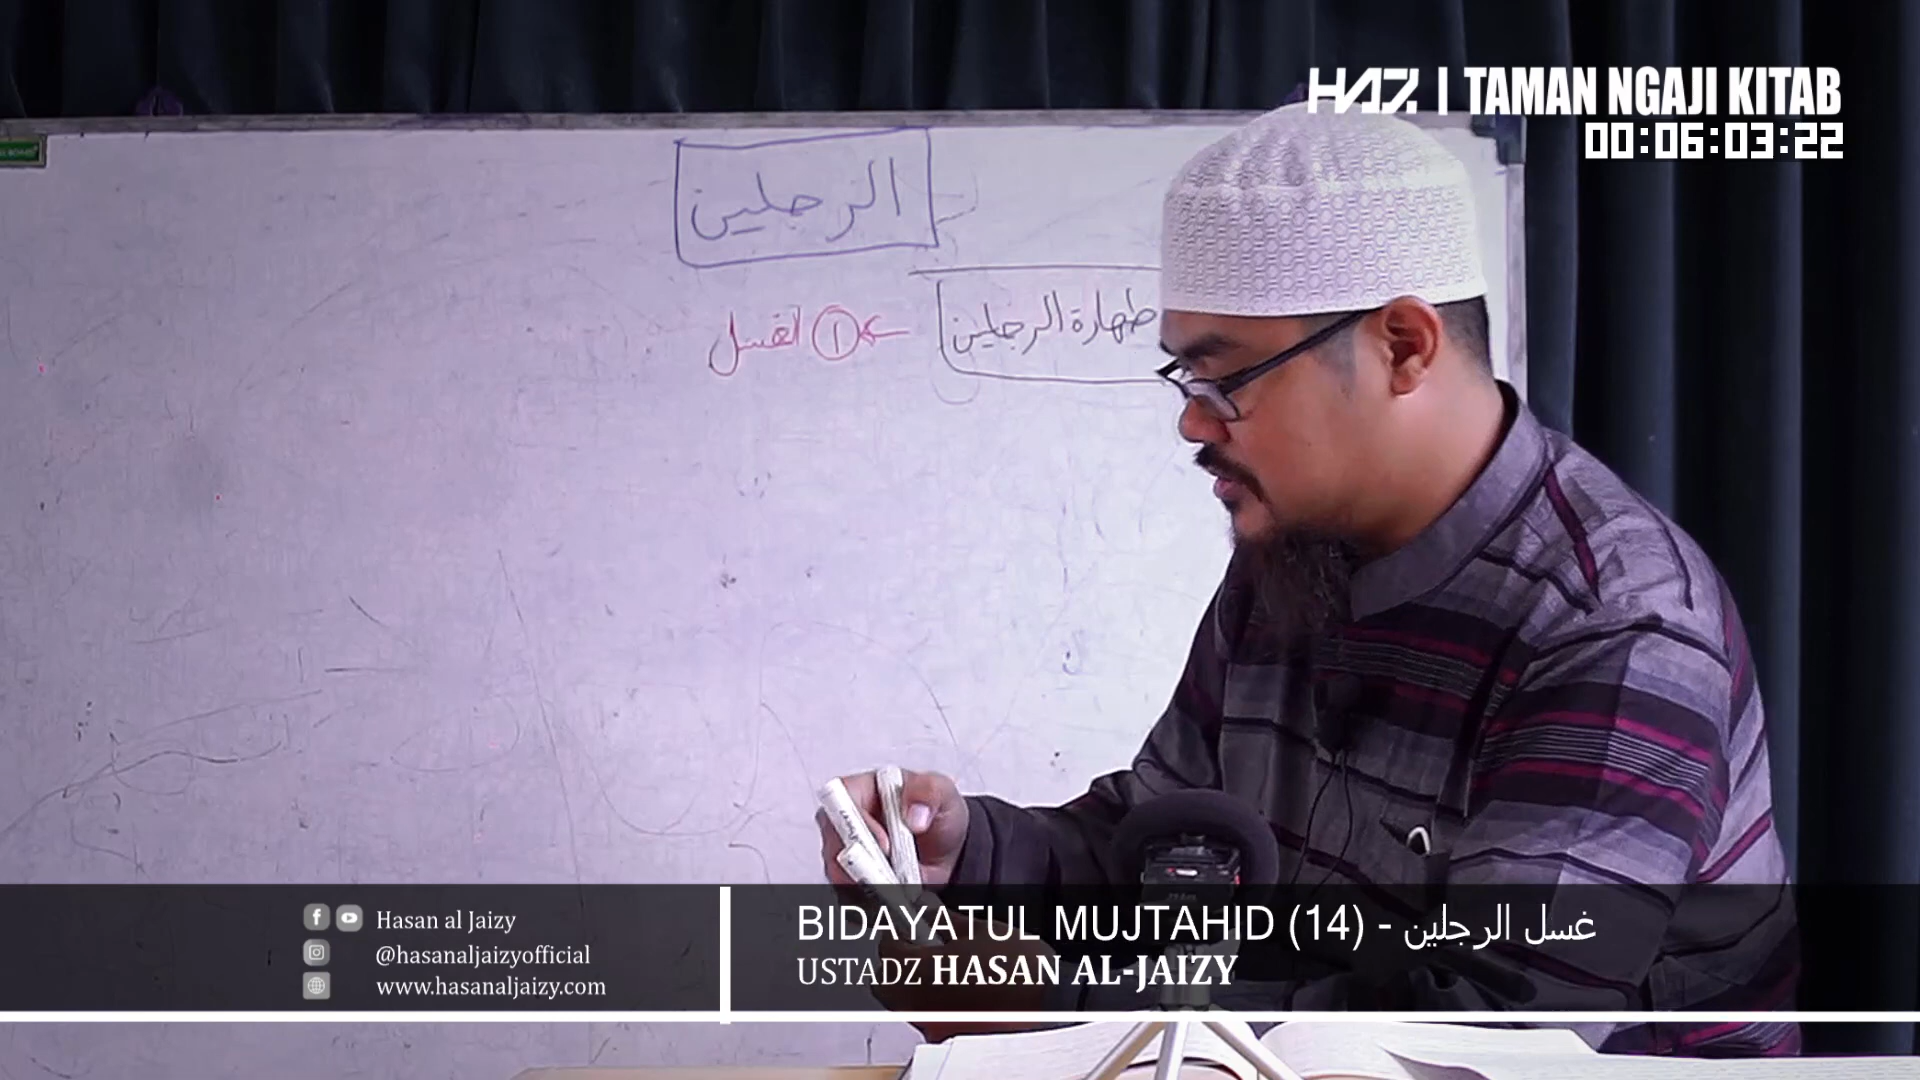 HAZI | TAMAN NGAJI KITAB
00:06:03:22
الرجلين
طهارة الرجلين
← ١ الغسل
Hasan al Jaizy
@hasanaljaizyofficial
www.hasanaljaizy.com
BIDAYATUL MUJTAHID (14) - غسل الرجلين
USTADZ HASAN AL-JAIZY